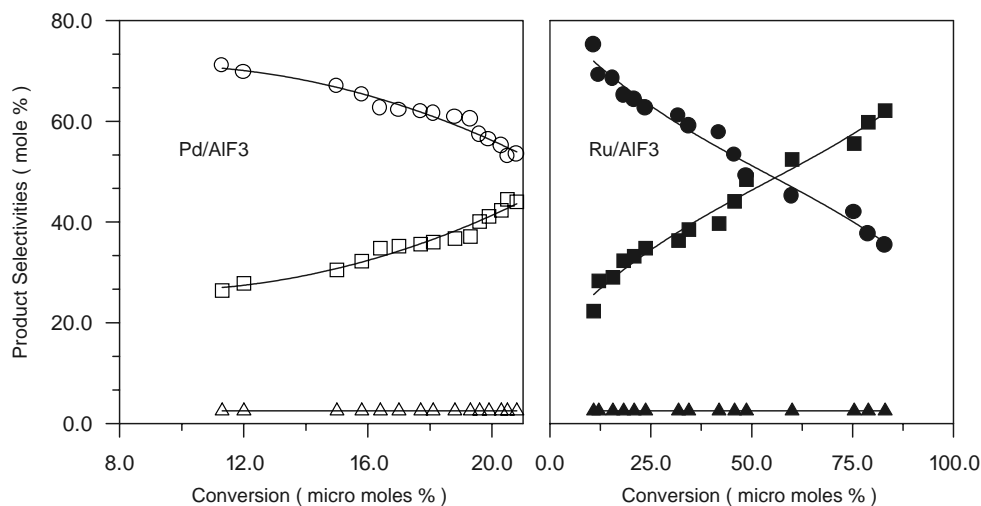 80.0
60.0
40.0
20.0
0.0
Product Selectivities ( mole % )
Pd/AlF3
8.0 12.0 16.0 20.0
Conversion ( micro moles % )
Ru/AlF3
0.0 25.0 50.0 75.0 100.0
Conversion ( micro moles % )